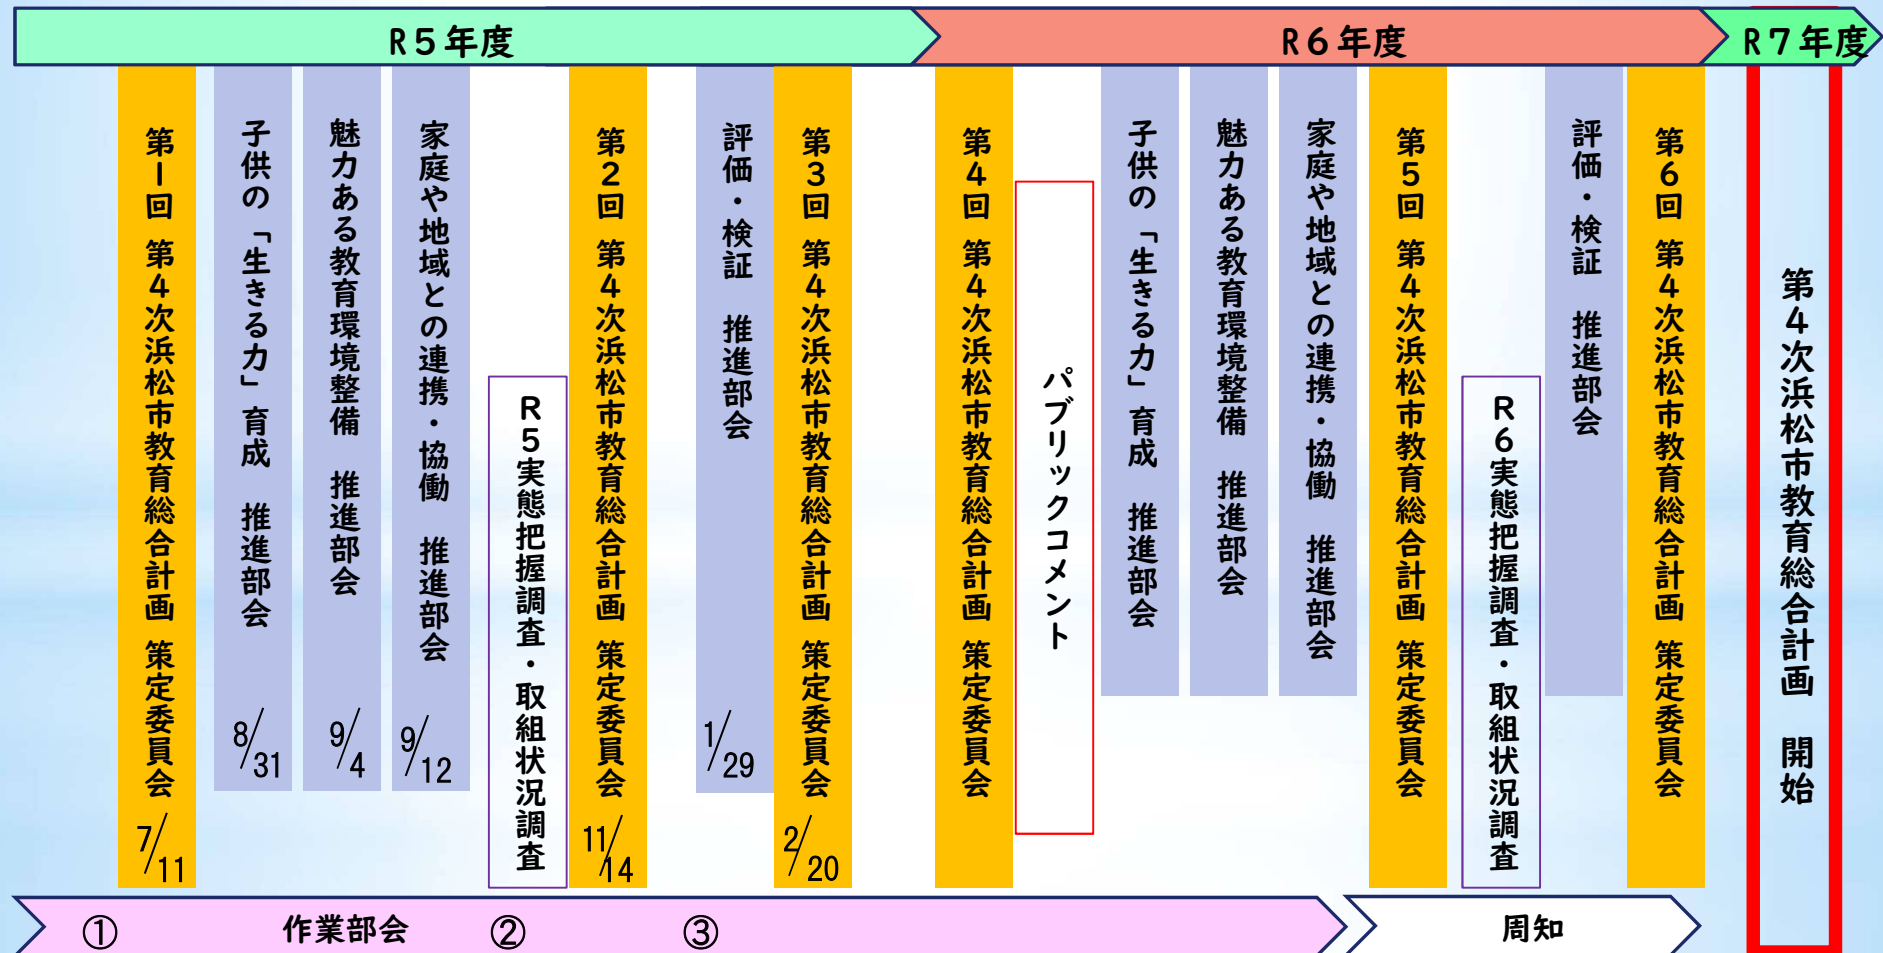 R5年度
R6年度
R7年度
第1回 第4次浜松市教育総合計画 策定委員会
7/11
子供の「生きる力」育成 推進部会
8/31
魅力ある教育環境整備 推進部会
9/4
家庭や地域との連携・協働 推進部会
9/12
R5実態把握調査・取組状況調査
第2回 第4次浜松市教育総合計画 策定委員会
11/14
評価・検証 推進部会
1/29
第3回 第4次浜松市教育総合計画 策定委員会
2/20
第4回 第4次浜松市教育総合計画 策定委員会
パブリックコメント
子供の「生きる力」育成 推進部会
魅力ある教育環境整備 推進部会
家庭や地域との連携・協働 推進部会
第5回 第4次浜松市教育総合計画 策定委員会
R6実態把握調査・取組状況調査
評価・検証 推進部会
第6回 第4次浜松市教育総合計画 策定委員会
第4次浜松市教育総合計画 開始
① 作業部会 ② ③
周知